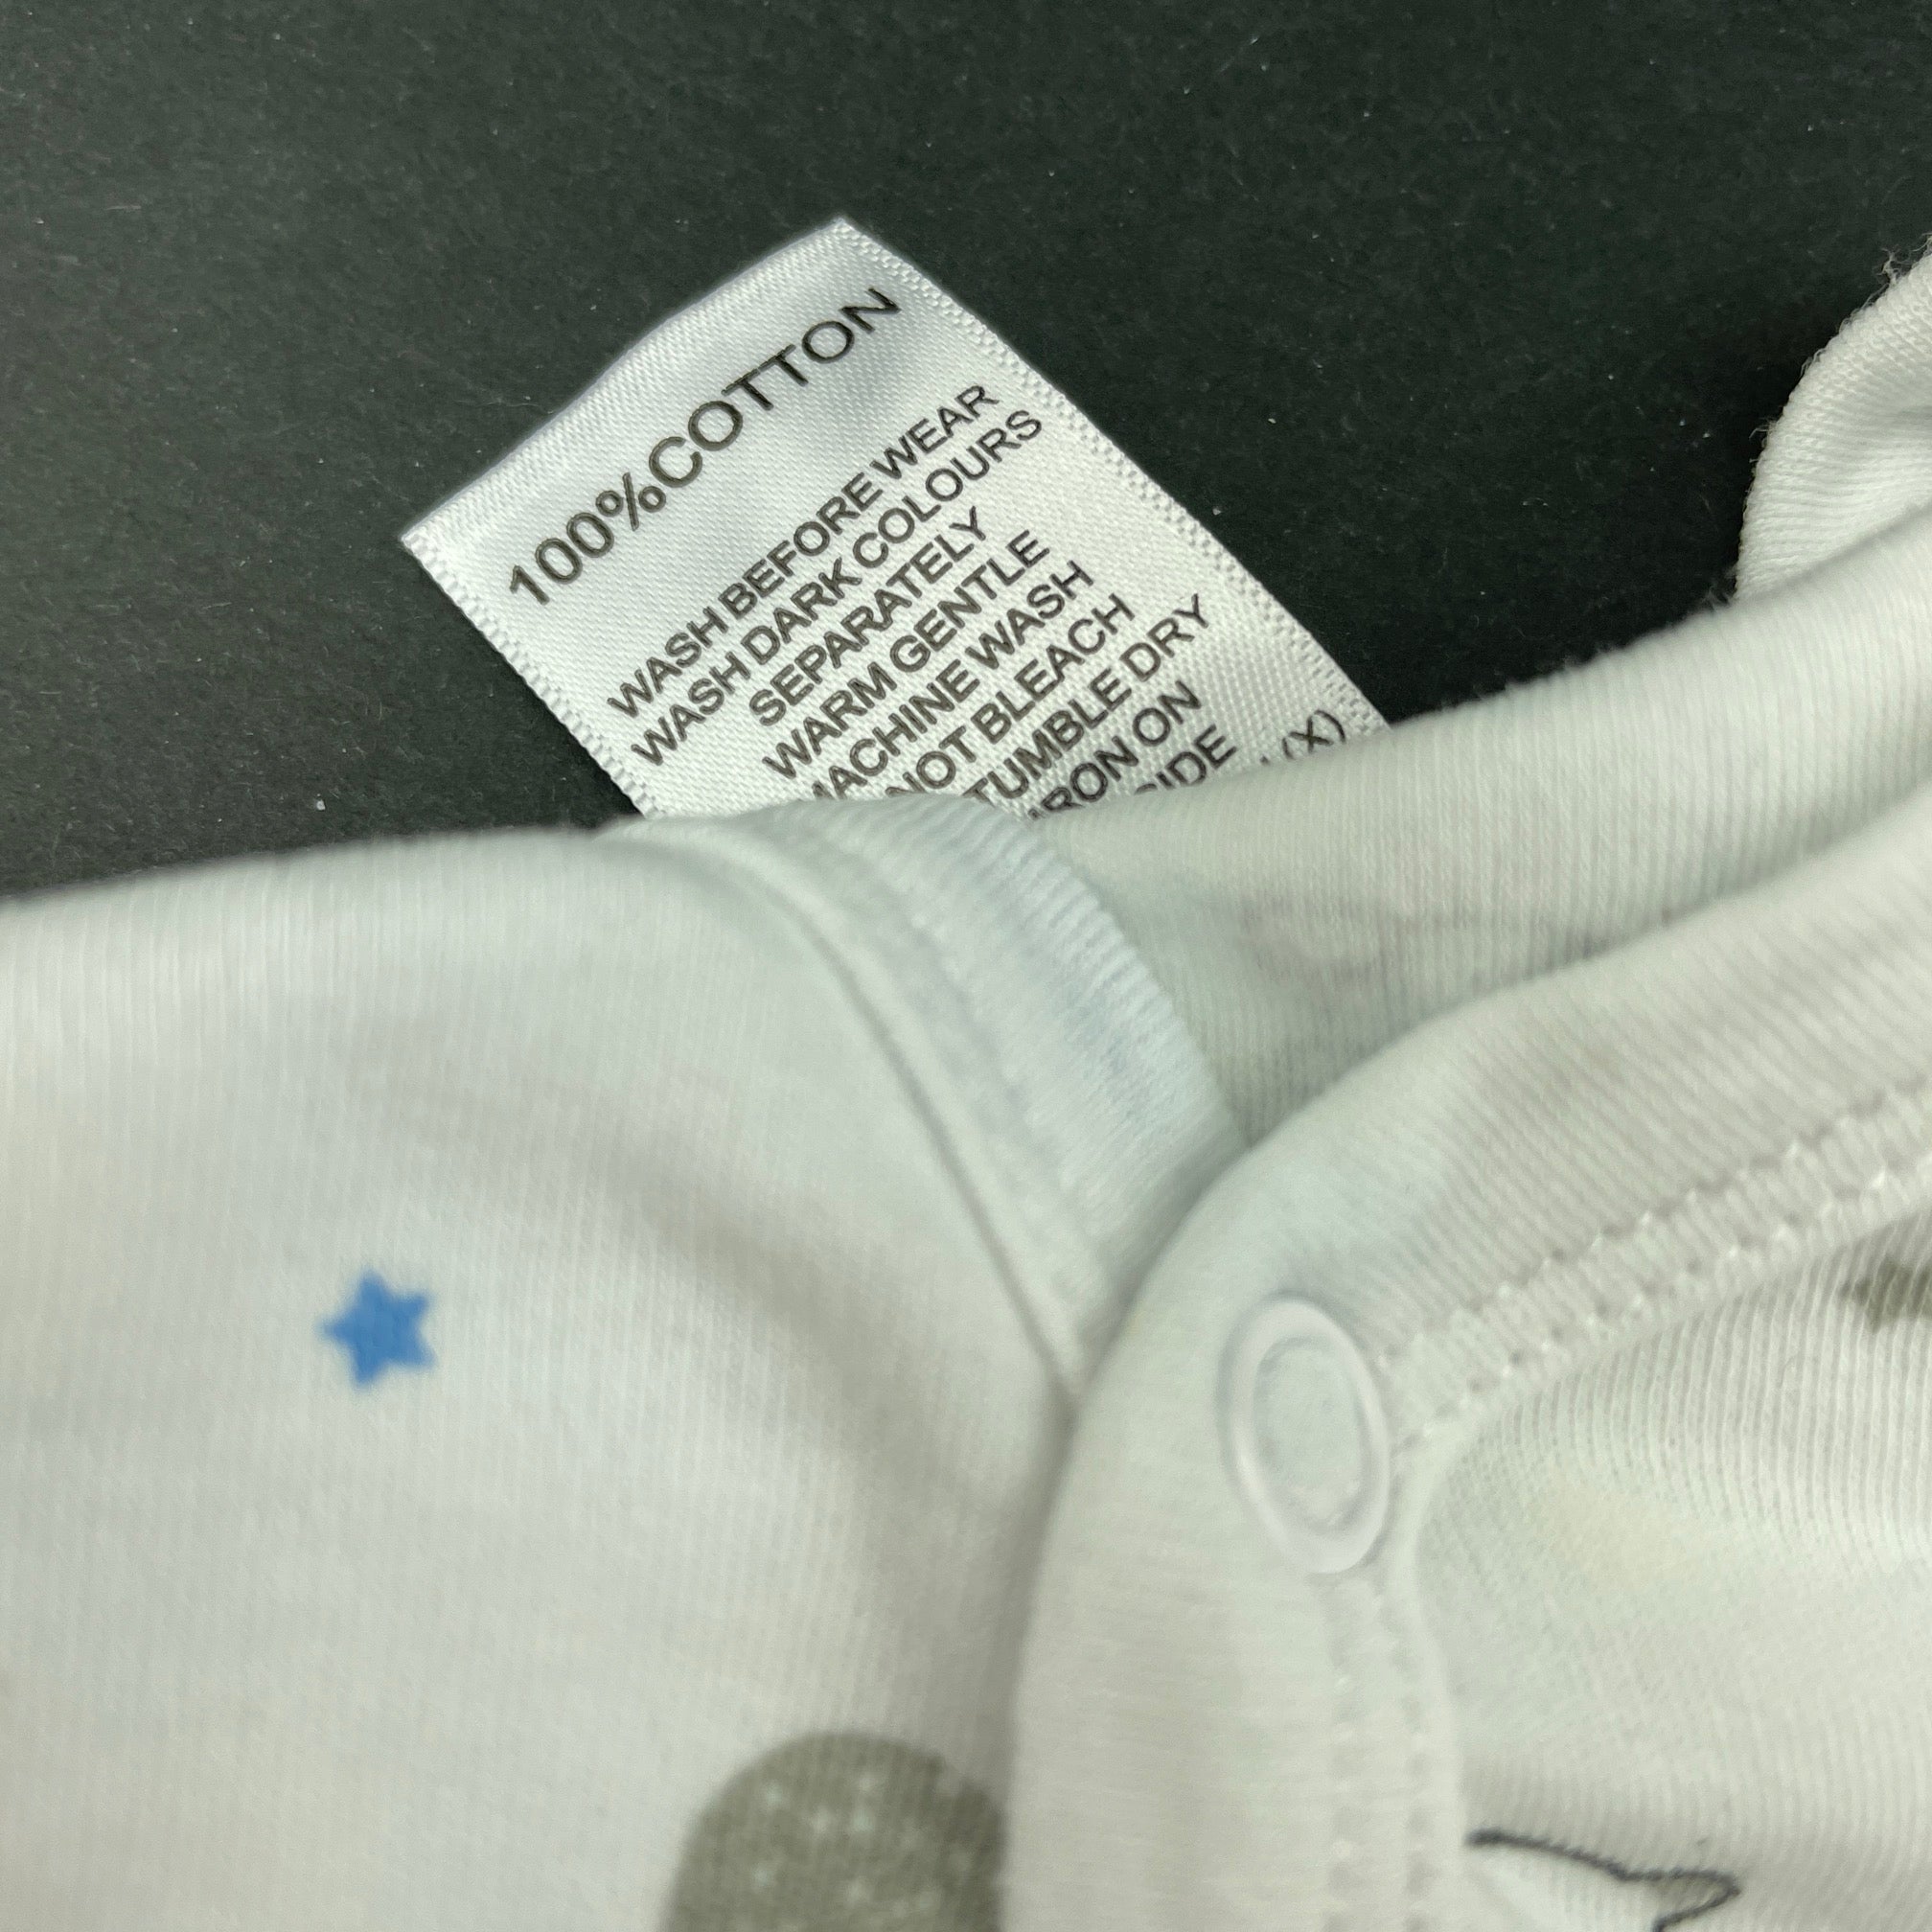 100%COTTON
WASH BEFORE WEAR
WASH DARK COLOURS
SEPARATELY
WARM GENTLE
MACHINE WASH
NOT BLEACH
TUMBLE DRY
IRON ON
SIDE
(X)